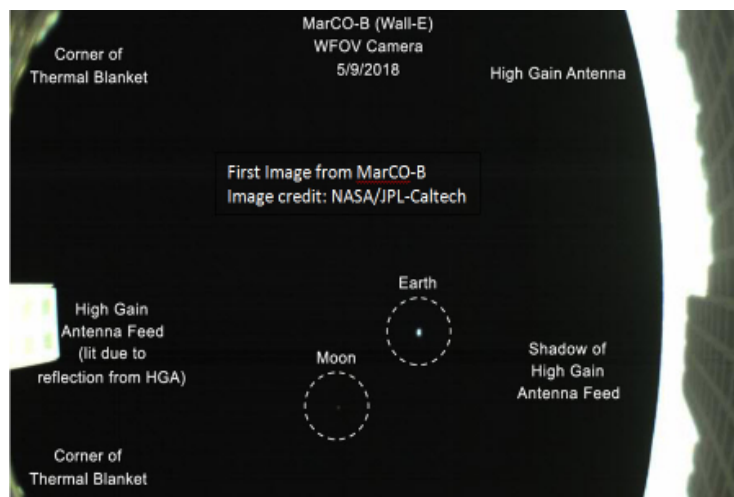 MarCO-B (Wall-E)
WFOV Camera
5/9/2018
Corner of
Thermal Blanket
High Gain Antenna
First Image from MarCO-B
Image credit: NASA/JPL-Caltech
Earth
High Gain
Antenna Feed
(lit due to
reflection from HGA)
Moon
Shadow of
High Gain
Antenna Feed
Corner of
Thermal Blanket